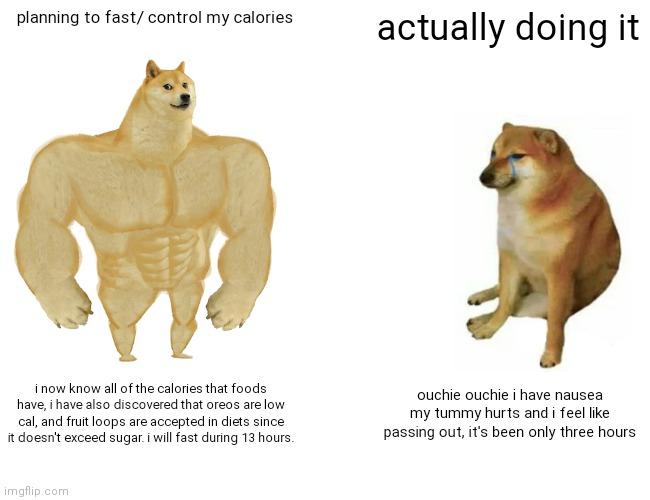 planning to fast/ control my calories
actually doing it
i now know all of the calories that foods
have, i have also discovered that oreos are low
cal, and fruit loops are accepted in diets since
it doesn't exceed sugar. i will fast during 13 hours.
ouchie ouchie i have nausea
my tummy hurts and i feel like
passing out, it's been only three hours
imgflip.com